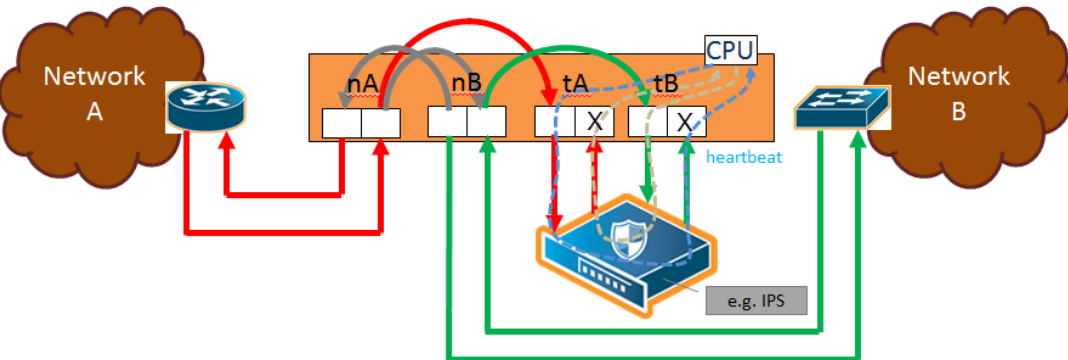 Network
A
nA
nB
tA
tB
CPU
X
X
Network
B
heartbeat
e.g. IPS